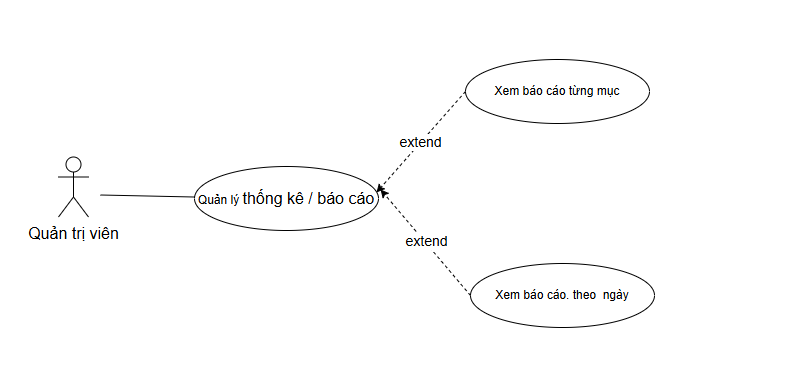 Xem báo cáo từng mục
extend
Quản lý thống kê / báo cáo
Quản trị viên
extend
Xem báo cáo. theo ngày